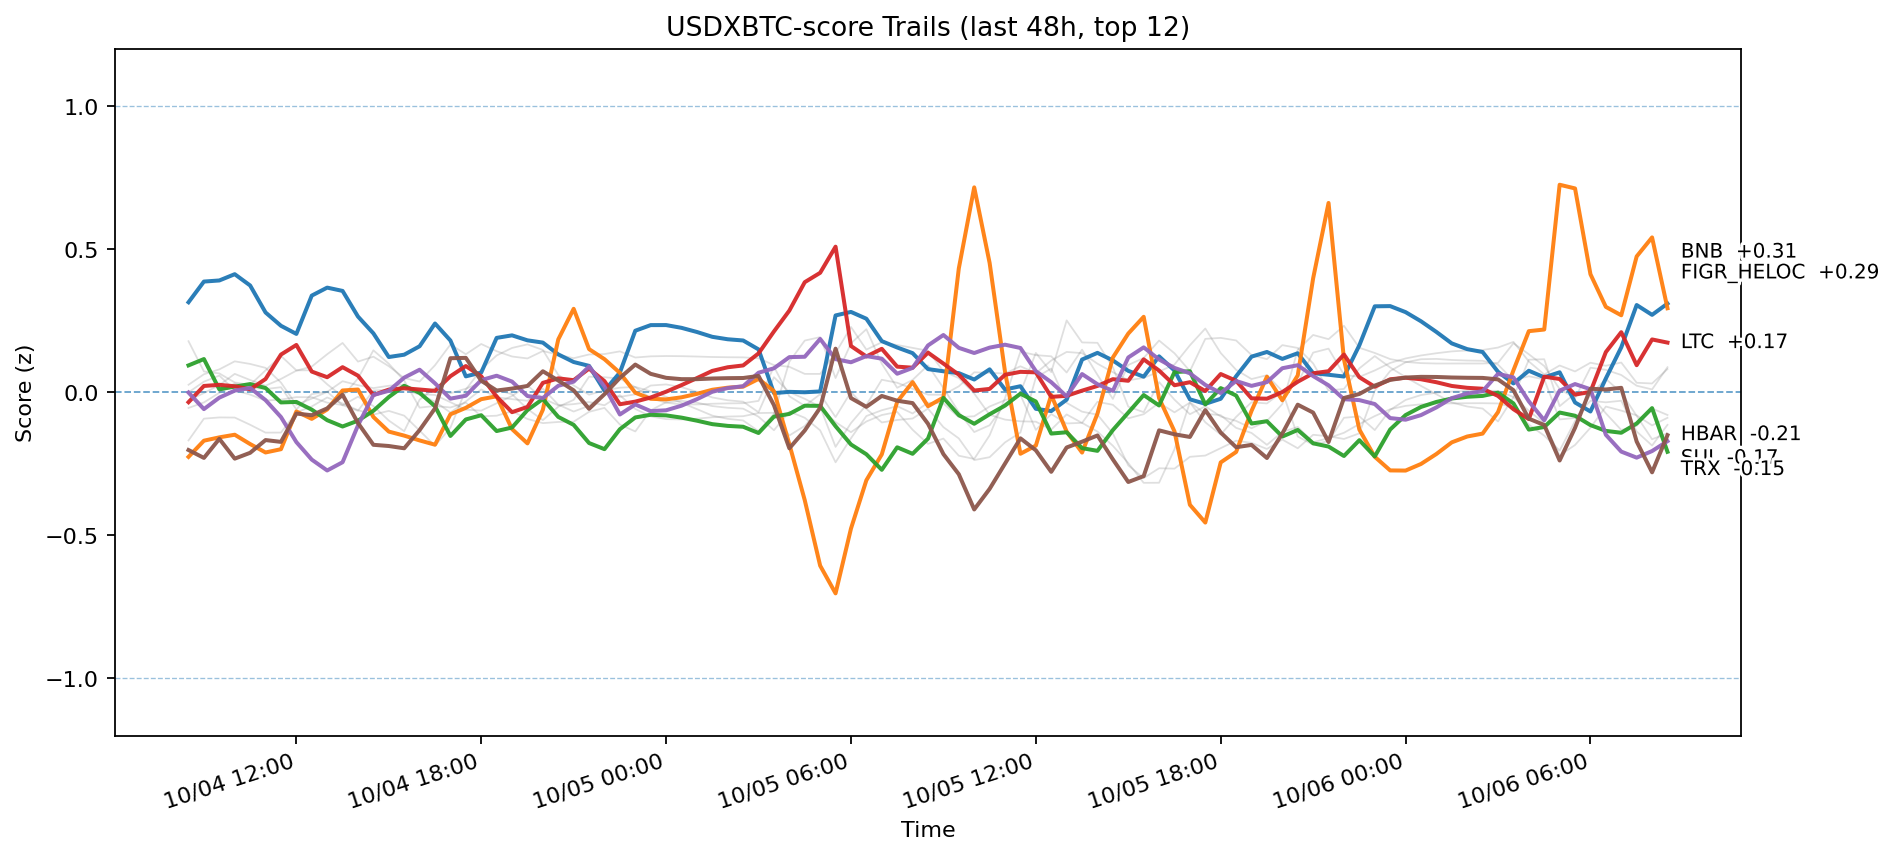 USDXBTC-score Trails (last 48h, top 12)
Score (z)
1.0
0.5
0.0
−0.5
−1.0
BNB +0.31
FIGR_HELOC +0.29
LTC +0.17
HBAR -0.21
SUI -0.17
TRX -0.15
10/04 12:00
10/04 18:00
10/05 00:00
10/05 06:00
10/05 12:00
10/05 18:00
10/06 00:00
10/06 06:00
Time